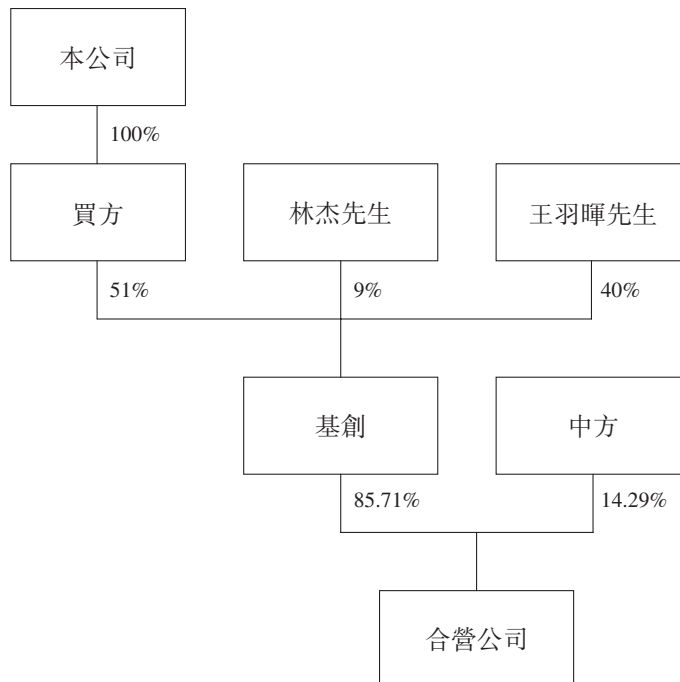 本公司
100%
買方
林杰先生
王羽暉先生
51%
9%
40%
基創
中方
85.71%
14.29%
合營公司